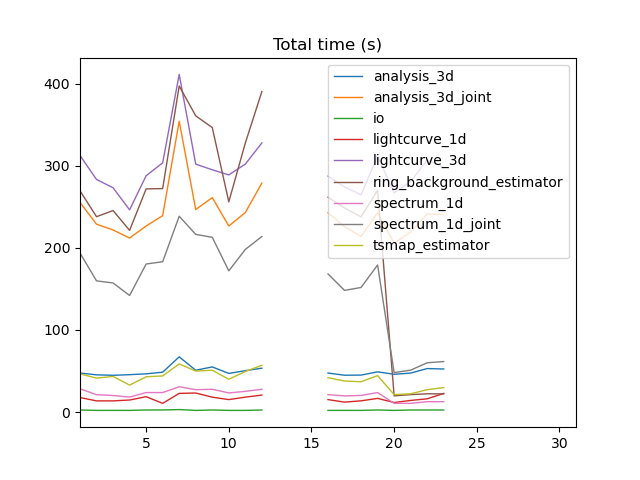 Total time (s)
400
300
200
100
0
5
10
15
20
25
30
analysis_3d
analysis_3d_joint
io
lightcurve_1d
lightcurve_3d
ring_background_estimator
spectrum_1d
spectrum_1d_joint
tsmap_estimator